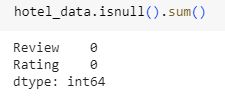 hotel_data.isnull().sum()
Review    0
Rating    0
dtype: int64